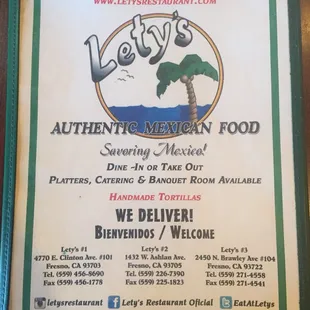 www.letysrestaurant.com
Lety's
Authentic Mexican Food
Savoring Mexico!
Dine -In or Take Out
Platters, Catering & Banquet Room Available
Handmade Tortillas
We Deliver!
Bienvenidos / Welcome
Lety's #1 Lety's #2 Lety's #3
4770 E. Clinton Ave. #101 1432 W. Ashlan Ave. 2450 N. Brawley Ave #104
Fresno, CA 93703 Fresno, CA 93705 Fresno, CA 93722
Tel. (559) 456-8690 Tel. (559) 226-7390 Tel. (559) 271-4558
Fax (559) 456-1778 Fax (559) 225-1823 Fax (559) 271-4541
letysrestaurant f Lety's Restaurant Oficial EatAtLetys